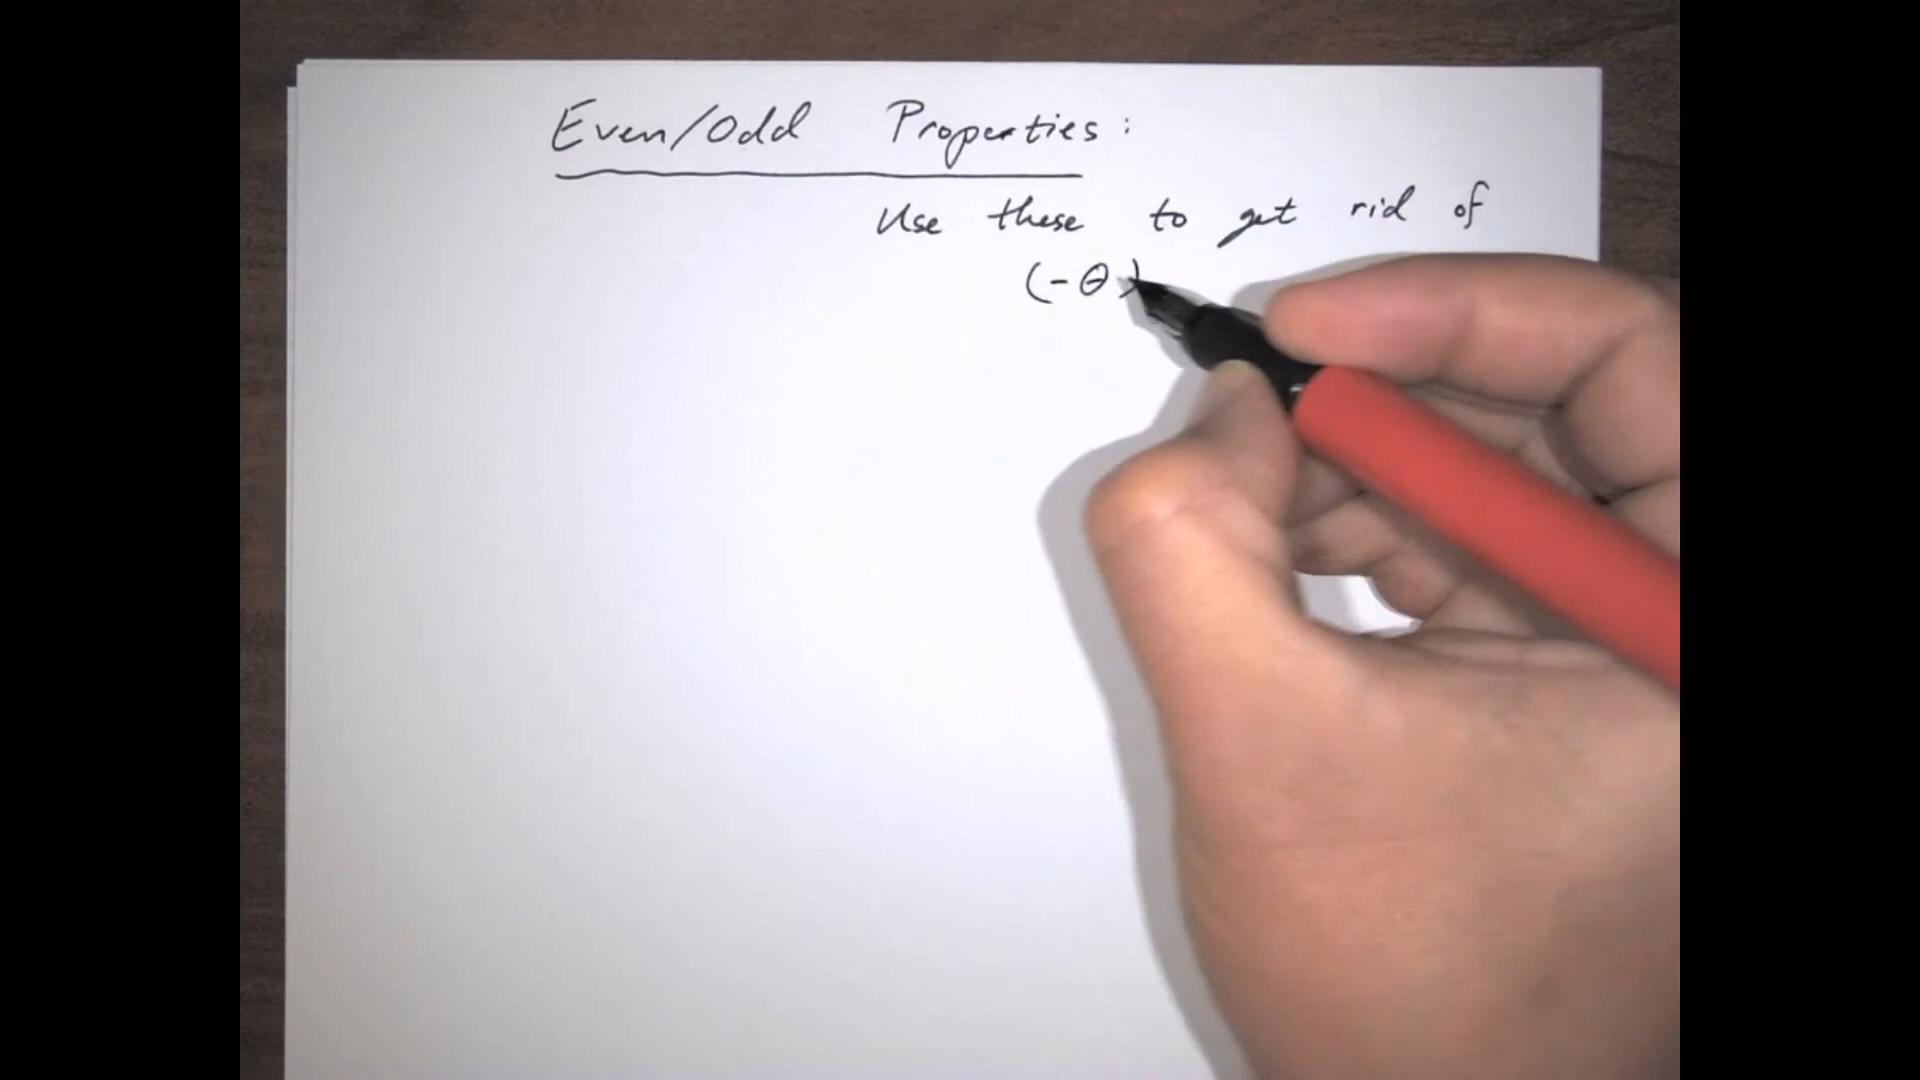 Even/Odd Properties:
Use these to get rid of
(-θ)